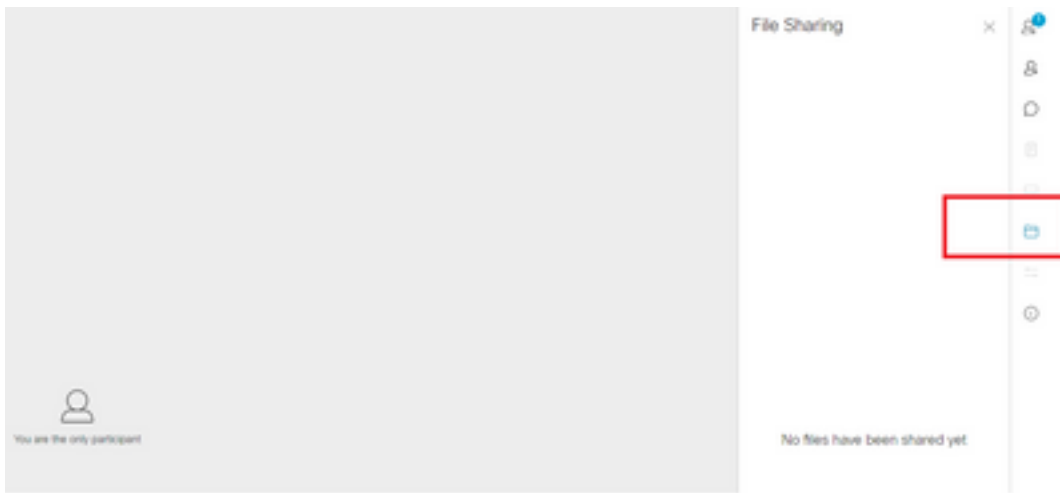 File Sharing
You are the only participant
No files have been shared yet